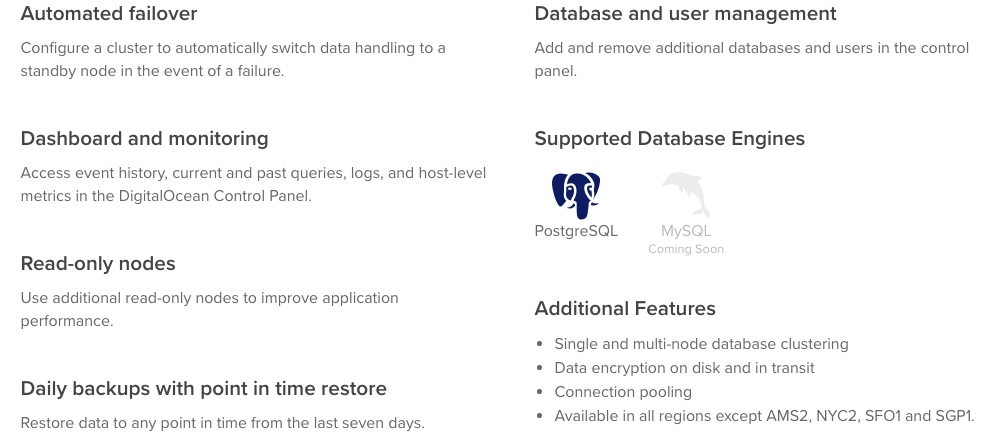 Automated failover
Configure a cluster to automatically switch data handling to a
standby node in the event of a failure.
Dashboard and monitoring
Access event history, current and past queries, logs, and host-level
metrics in the DigitalOcean Control Panel.
Read-only nodes
Use additional read-only nodes to improve application
performance.
Daily backups with point in time restore
Restore data to any point in time from the last seven days.
Database and user management
Add and remove additional databases and users in the control
panel.
Supported Database Engines
PostgreSQL
MySQL
Coming Soon
Additional Features
• Single and multi-node database clustering
• Data encryption on disk and in transit
• Connection pooling
• Available in all regions except AMS2, NYC2, SFO1 and SGP1.